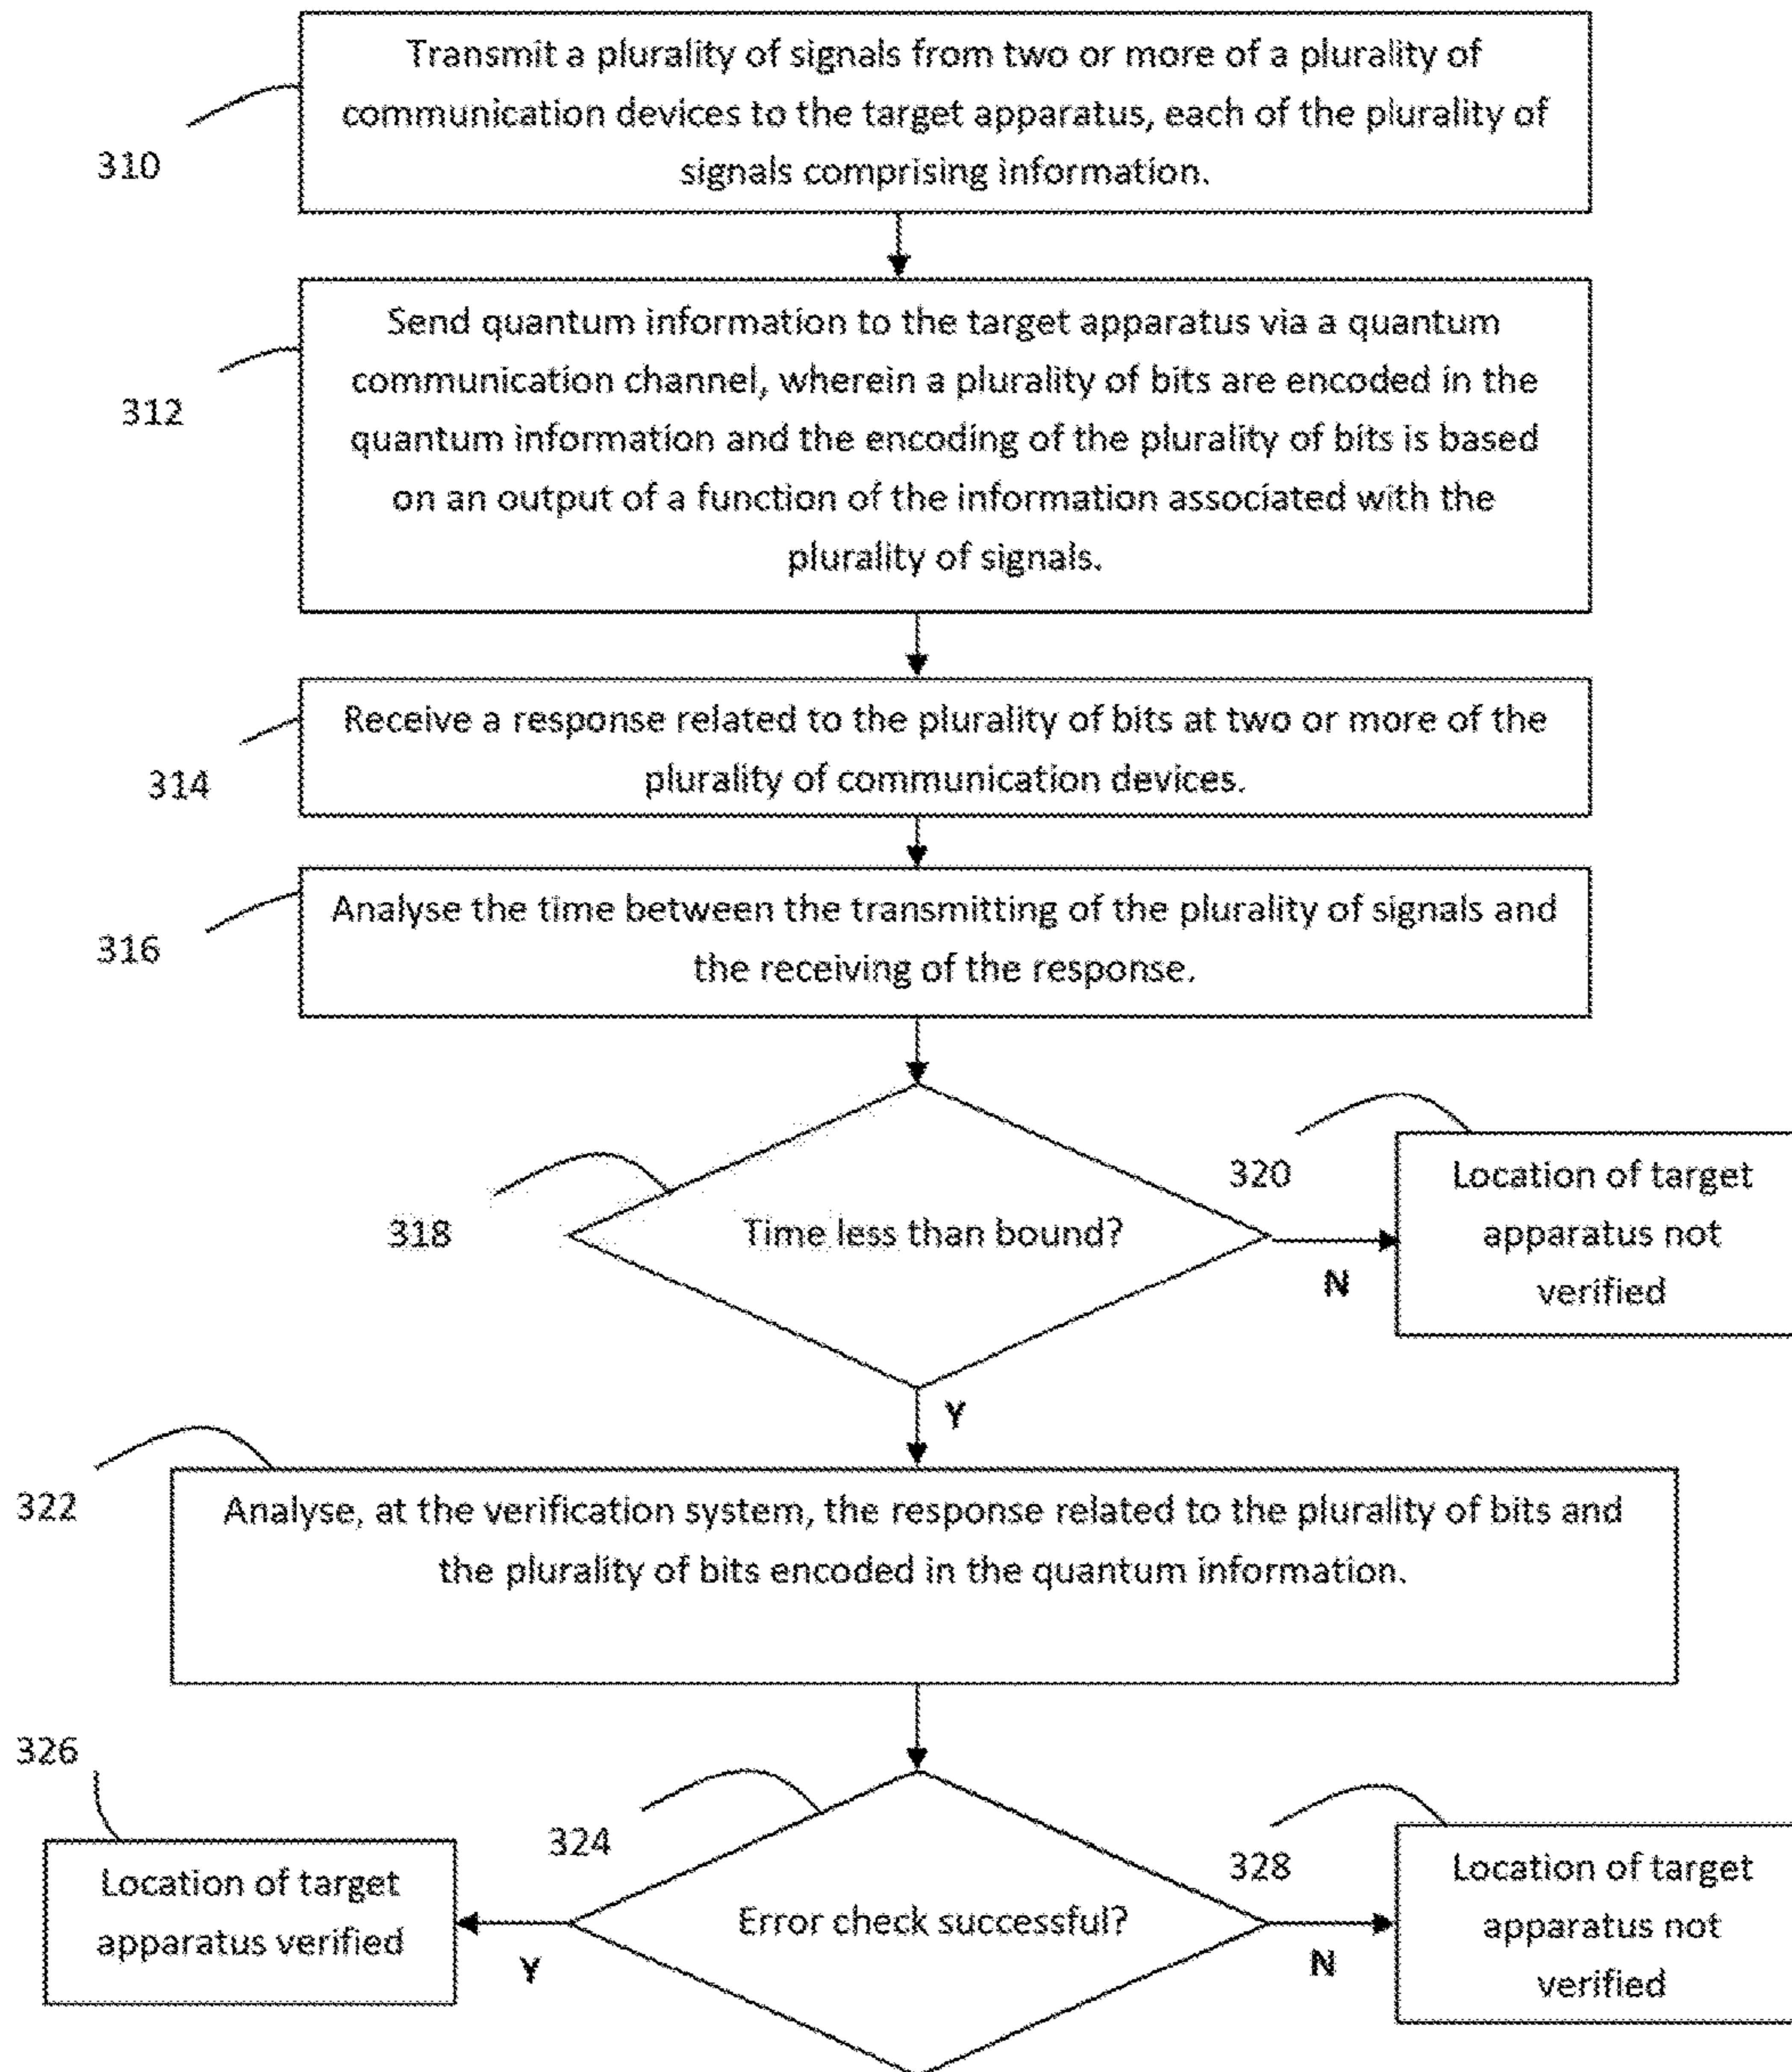 Transmit a plurality of signals from two or more of a plurality of
communication devices to the target apparatus, each of the plurality of
signals comprising information.
310
Send quantum information to the target apparatus via a quantum
communication channel, wherein a plurality of bits are encoded in the
quantum information and the encoding of the plurality of bits is based
on an output of a function of the information associated with the
plurality of signals.
312
Receive a response related to the plurality of bits at two or more of the
plurality of communication devices.
314
Analyse the time between the transmitting of the plurality of signals and
the receiving of the response.
316
318
Time less than bound?
320
N
Location of target
apparatus not
verified
Y
322
Analyse, at the verification system, the response related to the plurality of bits and
the plurality of bits encoded in the quantum information.
326
Location of target
apparatus verified
Y
324
Error check successful?
328
N
Location of target
apparatus not
verified